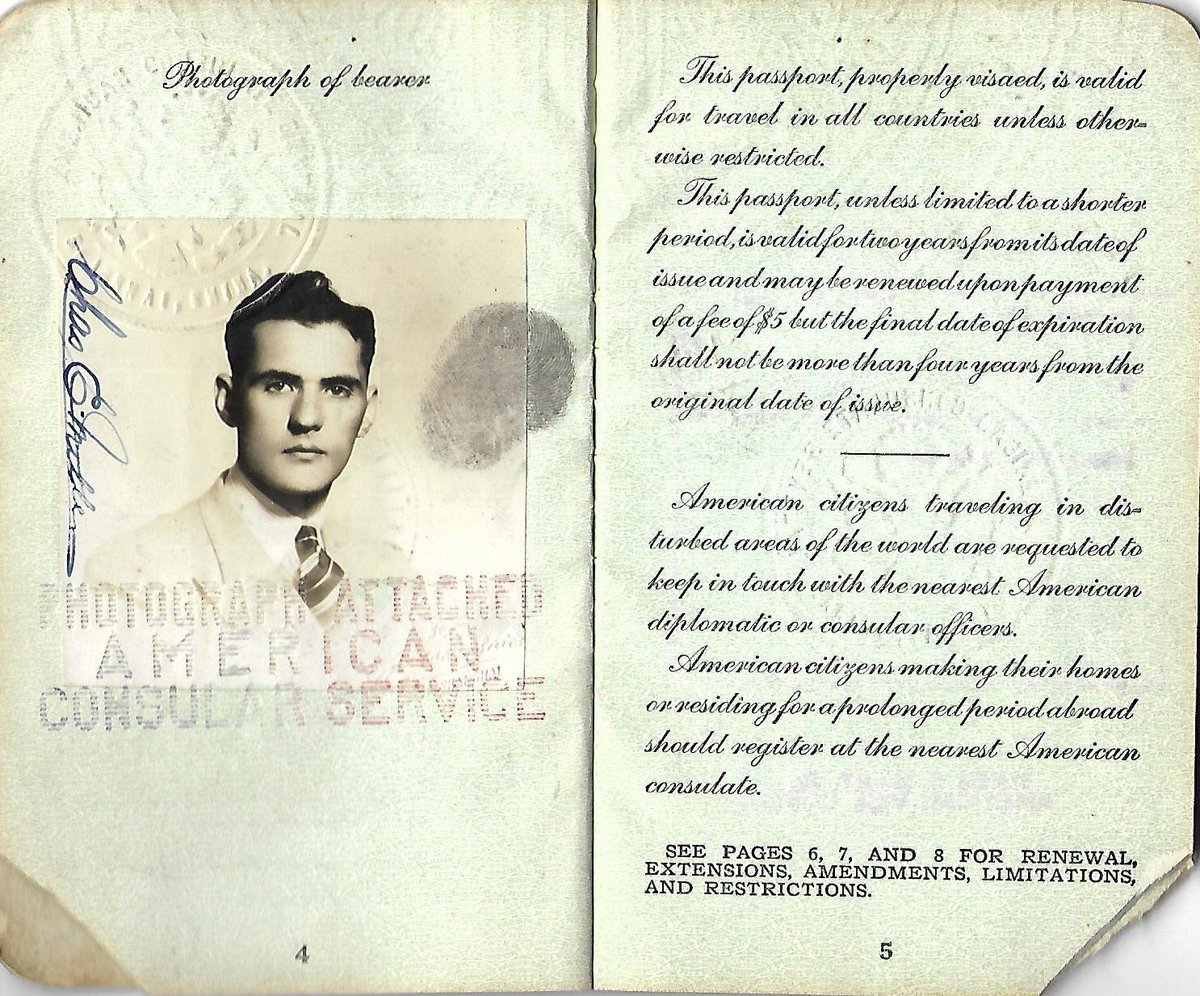 Photograph of bearer
PHOTOGRAPH ATTACHED
AMERICAN
CONSULAR SERVICE
4
This passport, properly visaed, is valid
for travel in all countries unless other=
wise restricted.
This passport, unless limited to a shorter
period, is valid for two years from its date of
issue and may be renewed upon payment
of a fee of $5 but the final date of expiration
shall not be more than four years from the
original date of issue.
American citizens traveling in dis=
turbed areas of the world are requested to
keep in touch with the nearest American
diplomatic or consular officers.
American citizens making their homes
or residing for a prolonged period abroad
should register at the nearest American
consulate.
SEE PAGES 6, 7, AND 8 FOR RENEWAL,
EXTENSIONS, AMENDMENTS, LIMITATIONS,
AND RESTRICTIONS.
5